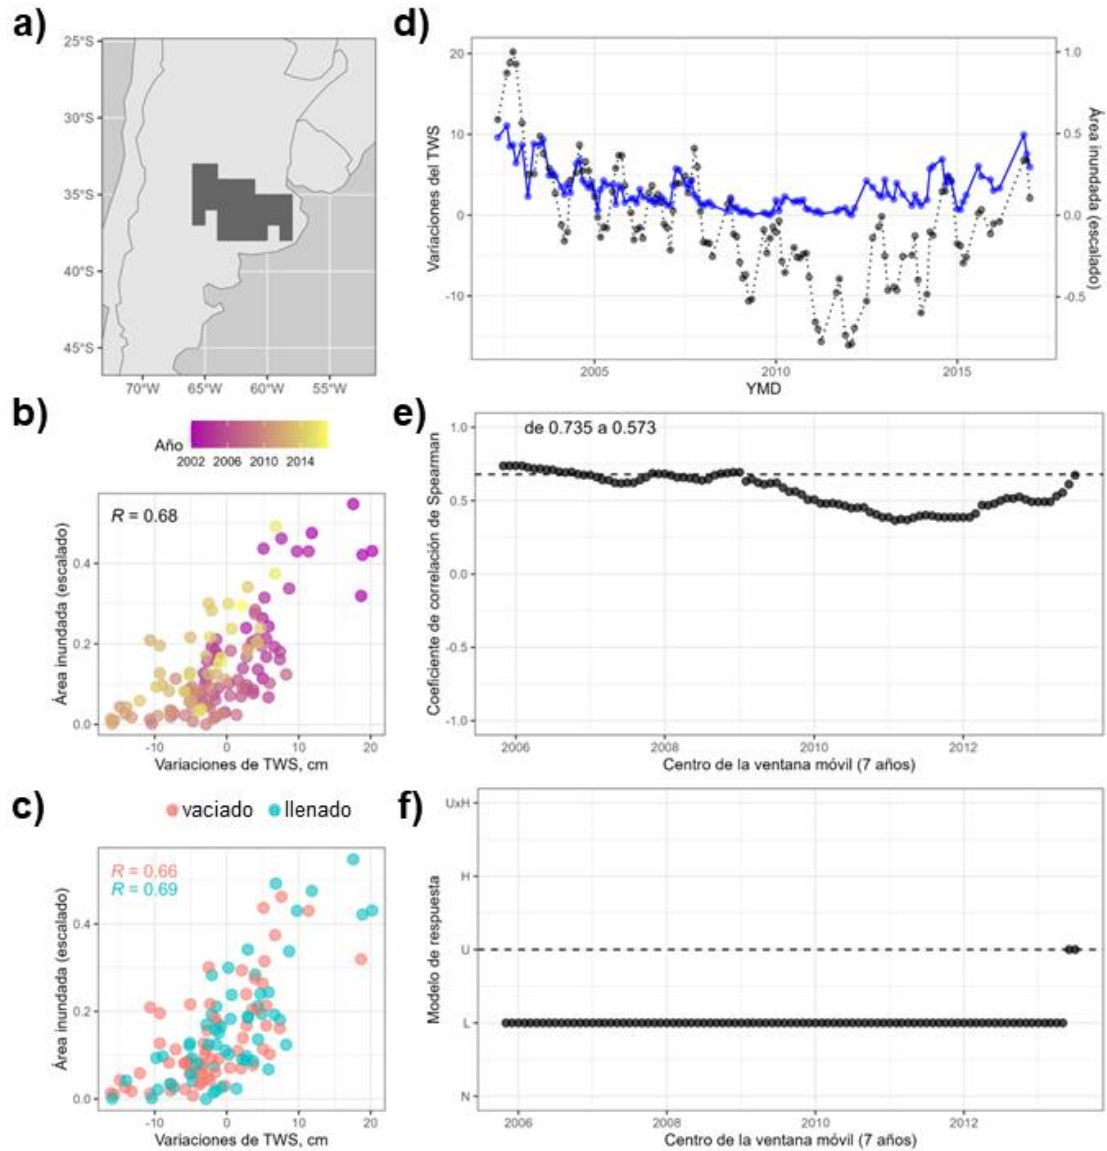 a)
25°S
30°S
35°S
40°S
45°S
70°W 65°W 60°W 55°W
d)
20
10
0
-10
Variaciones del TWS
1.0
0.5
0.0
-0.5
Área inundada (escalado)
2005 2010 2015
YMD
b)
Año
2002 2006 2010 2014
R = 0.68
0.4
0.2
0.0
Área inundada (escalado)
-10 0 10 20
Variaciones de TWS, cm
e)
de 0.735 a 0.573
1.0
0.5
0.0
-0.5
-1.0
Coeficiente de correlación de Spearman
2006 2008 2010 2012
Centro de la ventana móvil (7 años)
c)
vaciado llenado
R = 0.66
R = 0.69
0.4
0.2
0.0
Área inundada (escalado)
-10 0 10 20
Variaciones de TWS, cm
f)
UxH
H
U
L
N
Modelo de respuesta
2006 2008 2010 2012
Centro de la ventana móvil (7 años)